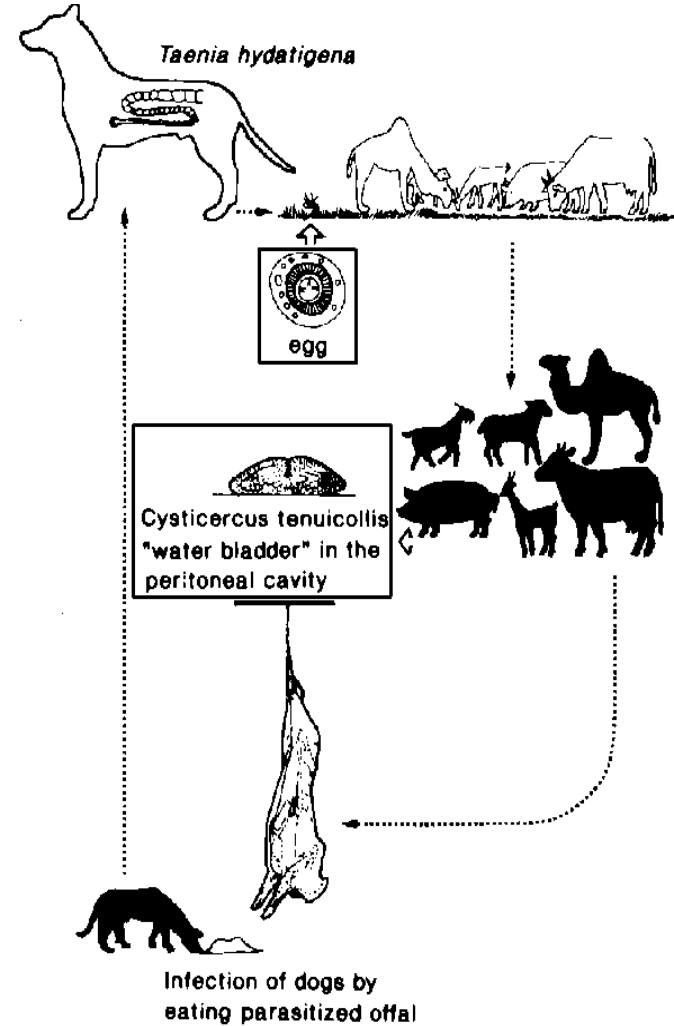 Taenia hydatigena
egg
Cysticercus tenuicollis
"water bladder" in the
peritoneal cavity
Infection of dogs by
eating parasitized offal